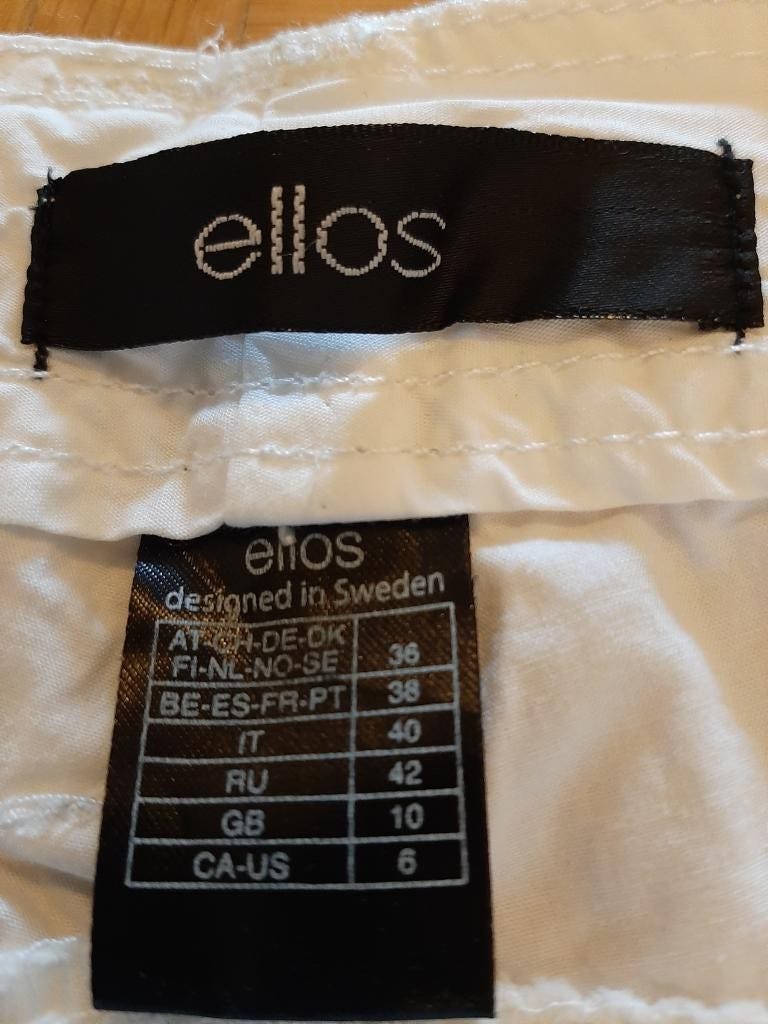 ellos
ellos
designed in Sweden
AT-CH-DE-DK
FI-NL-NO-SE 36
BE-ES-FR-PT 38
IT 40
RU 42
GB 10
CA-US 6